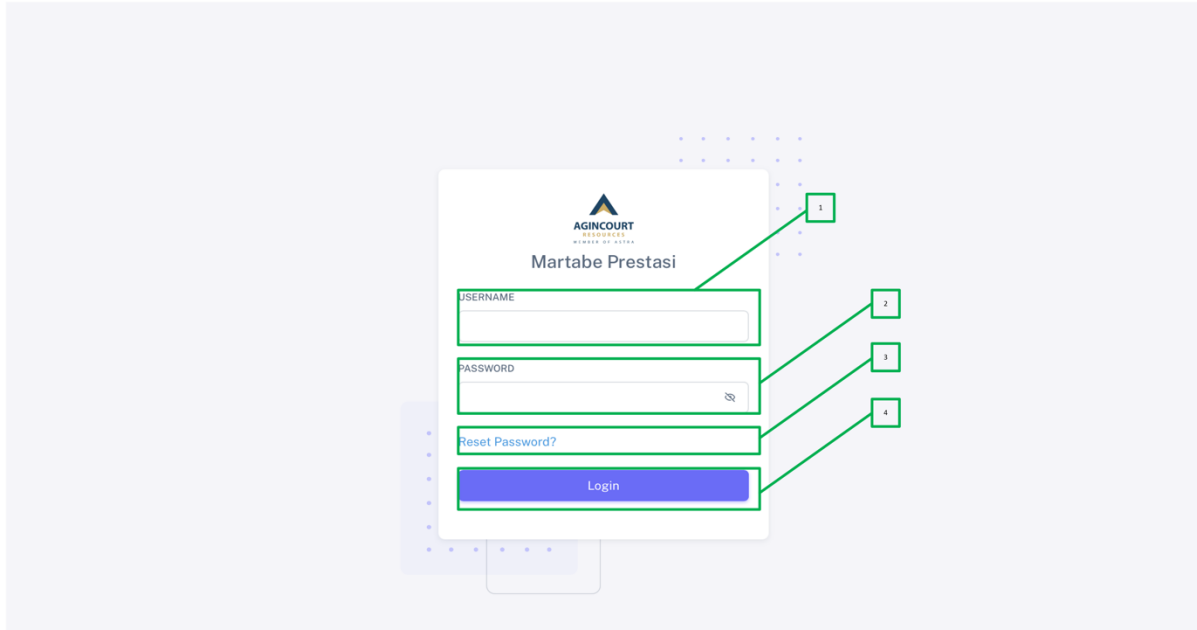 AGINCOURT
RESOURCES
MEMBER OF ASTRA
Martabe Prestasi
1
USERNAME
2
PASSWORD
3
Reset Password?
4
Login